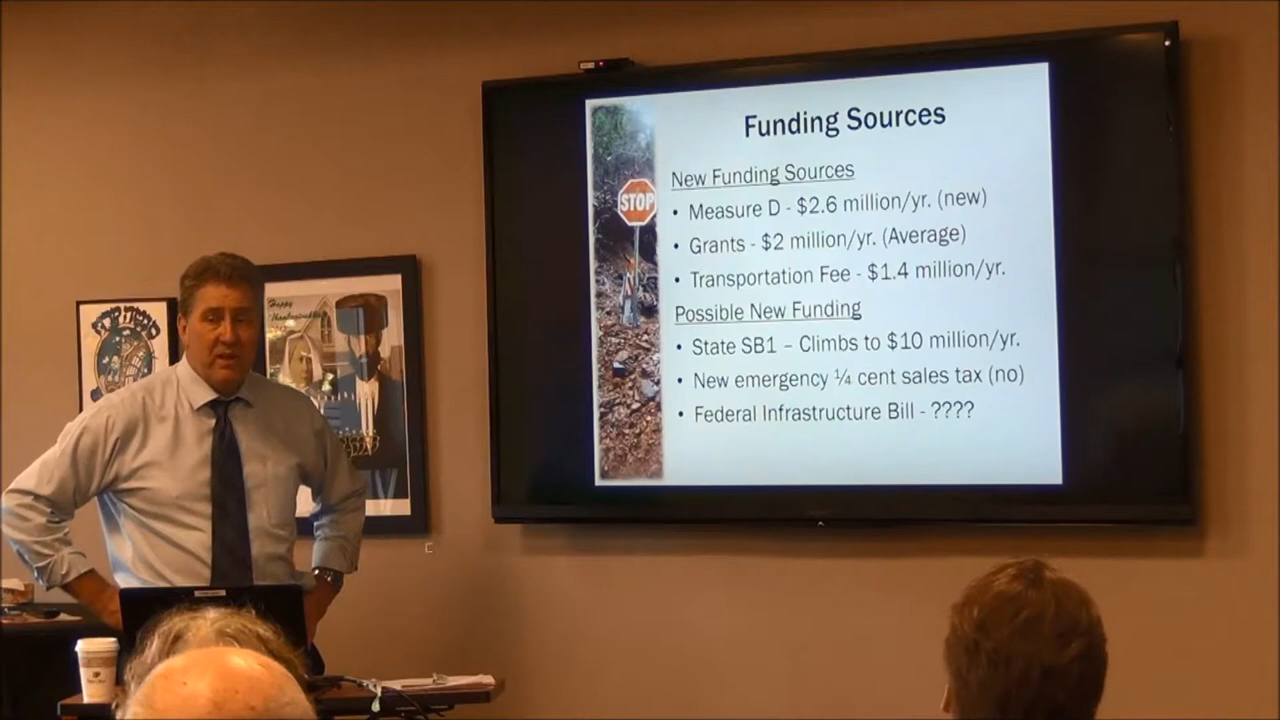 Funding Sources
New Funding Sources
• Measure D - $2.6 million/yr. (new)
• Grants - $2 million/yr. (Average)
• Transportation Fee - $1.4 million/yr.
Possible New Funding
• State SB1 – Climbs to $10 million/yr.
• New emergency ¼ cent sales tax (no)
• Federal Infrastructure Bill - ????
STOP
Happy
Thanksgiving